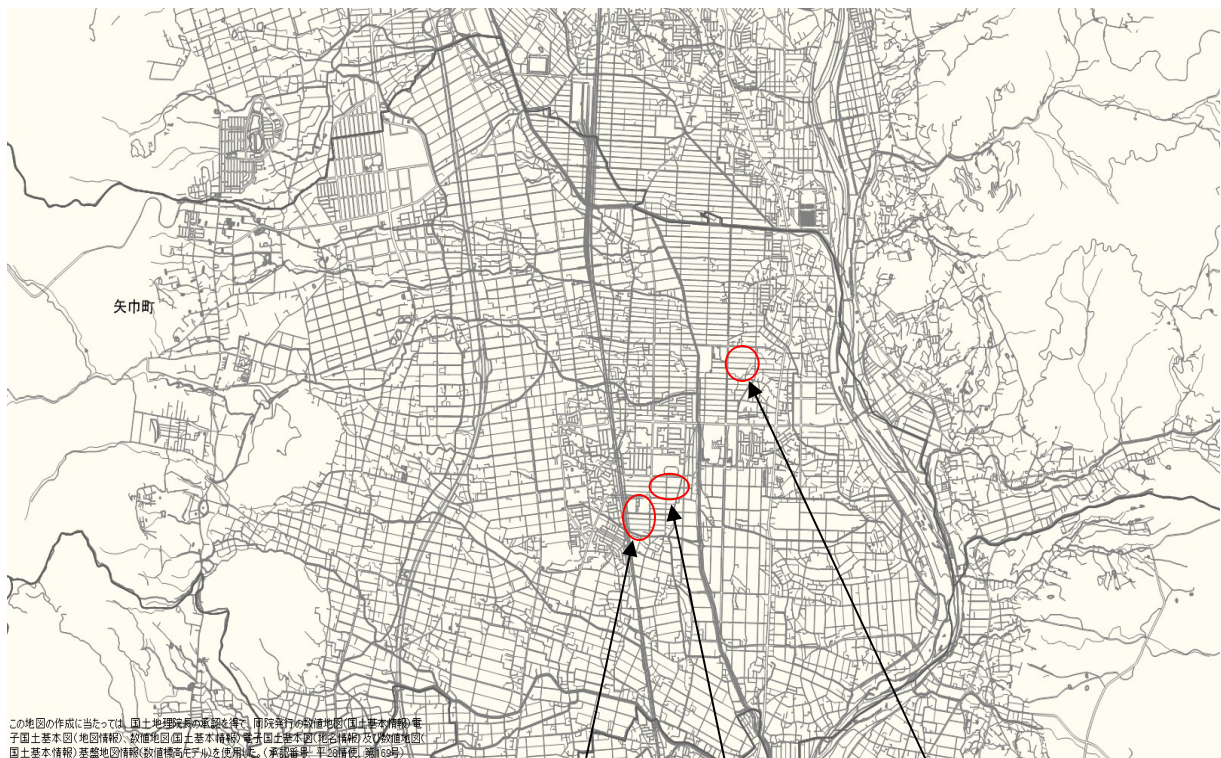 矢巾町
この地図の作成に当たっては、国土地理院長の承認を得て、同院発行の数値地図(国土基本情報)電
子国土基本図(地図情報)、数値地図(国土基本情報)電子国土基本図(地名情報)及び数値地図(
国土基本情報)基盤地図情報(数値標高モデル)を使用した。(承認番号 平28情使、第169号)